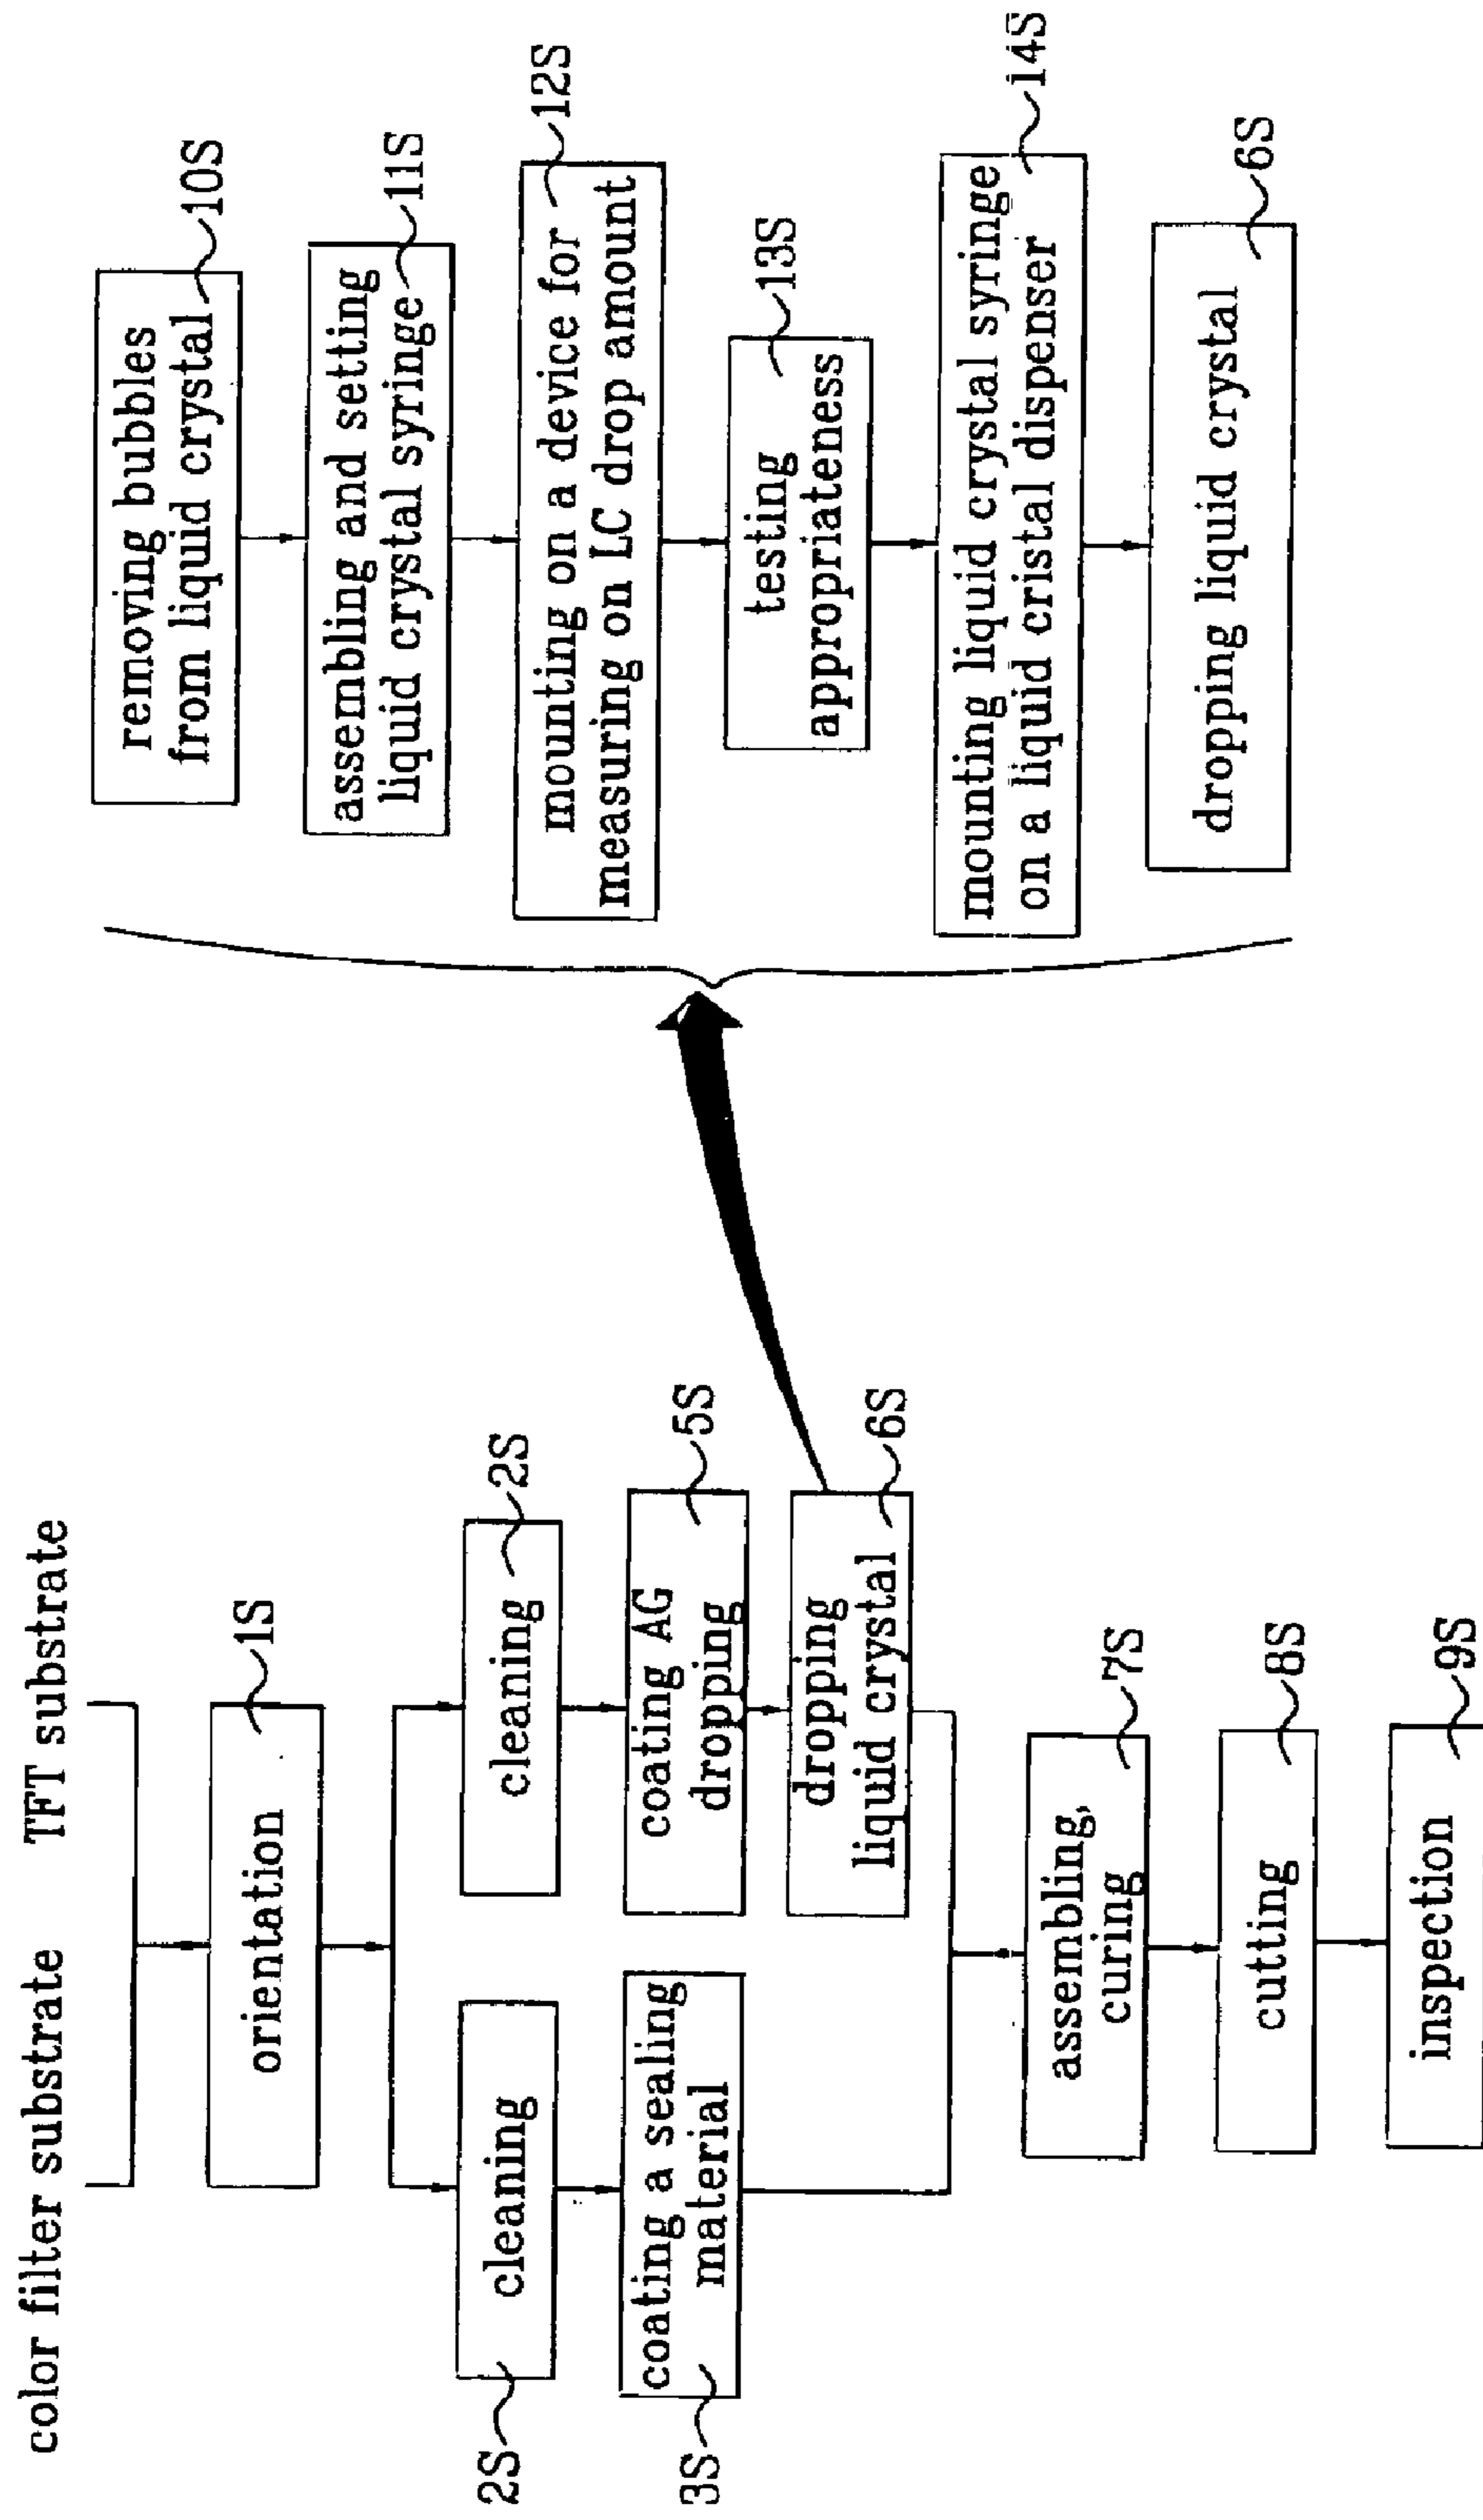 color filter substrate
TFT substrate
orientation
1S
cleaning
2S
cleaning
2S
coating a sealing
material
3S
coating AG
dropping
5S
dropping
liquid crystal
6S
assembling,
curing
7S
cutting
8S
inspection
9S
removing bubbles
from liquid crystal
10S
assembling and setting
liquid crystal syringe
11S
mounting on a device for
measuring on LC drop amount
12S
testing
appropriateness
13S
mounting liquid crystal syringe
on a liquid cristal dispenser
14S
dropping liquid crystal
6S